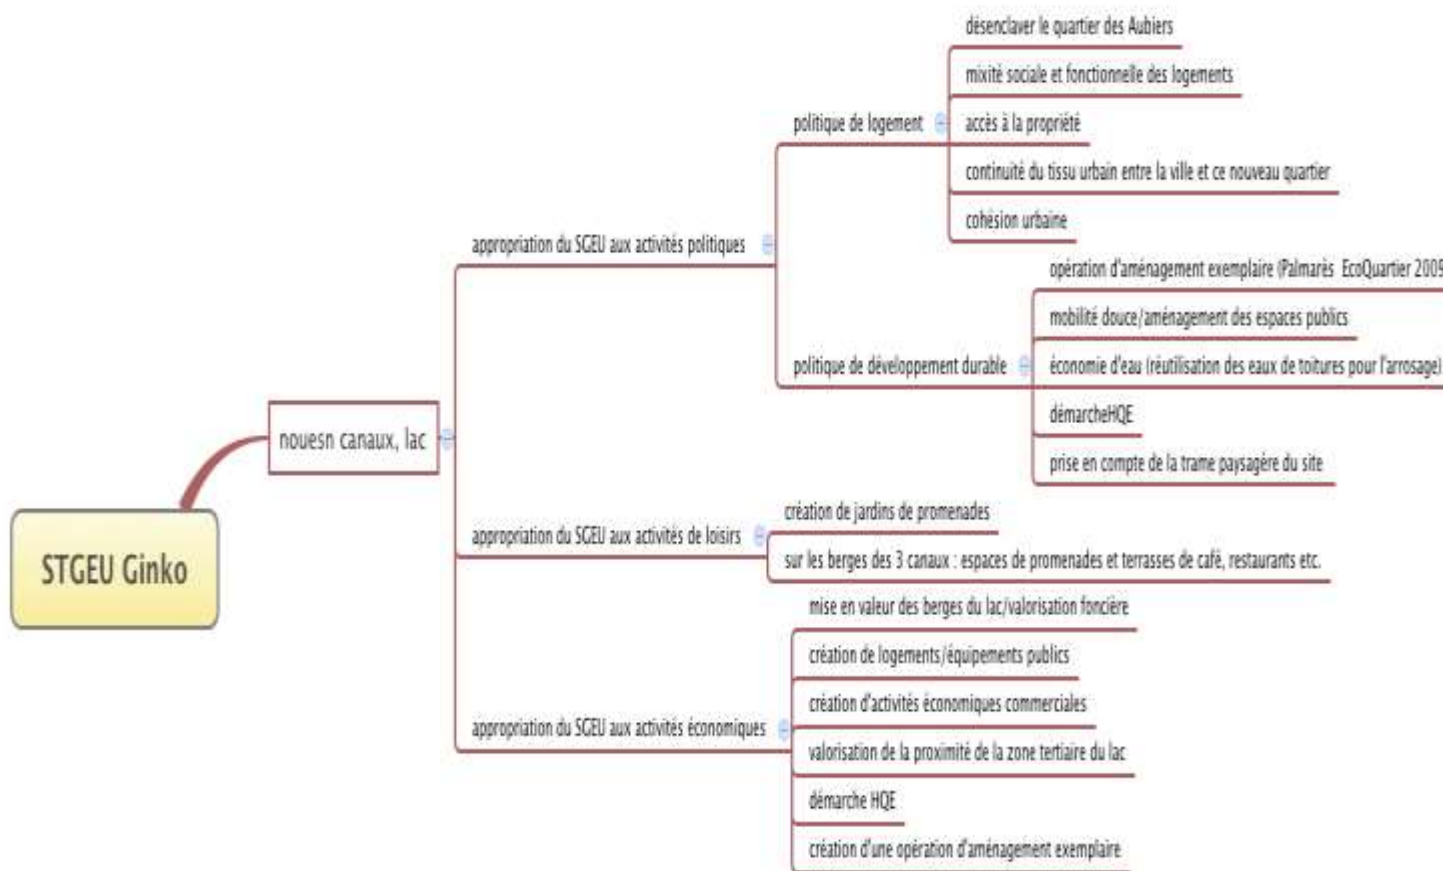 STGEU Ginko
nouesn canaux, lac
appropriation du SGEU aux activités politiques
politique de logement
désenclaver le quartier des Aubiers
mixité sociale et fonctionnelle des logements
accès à la propriété
continuité du tissu urbain entre la ville et ce nouveau quartier
cohésion urbaine
politique de développement durable
opération d'aménagement exemplaire (Palmarès EcoQuartier 2009
mobilité douce/aménagement des espaces publics
économie d'eau (réutilisation des eaux de toitures pour l'arrosage)
démarcheHQE
prise en compte de la trame paysagère du site
appropriation du SGEU aux activités de loisirs
création de jardins de promenades
sur les berges des 3 canaux : espaces de promenades et terrasses de café, restaurants etc.
appropriation du SGEU aux activités économiques
mise en valeur des berges du lac/valorisation foncière
création de logements/équipements publics
création d'activités économiques commerciales
valorisation de la proximité de la zone tertiaire du lac
démarche HQE
création d'une opération d'aménagement exemplaire